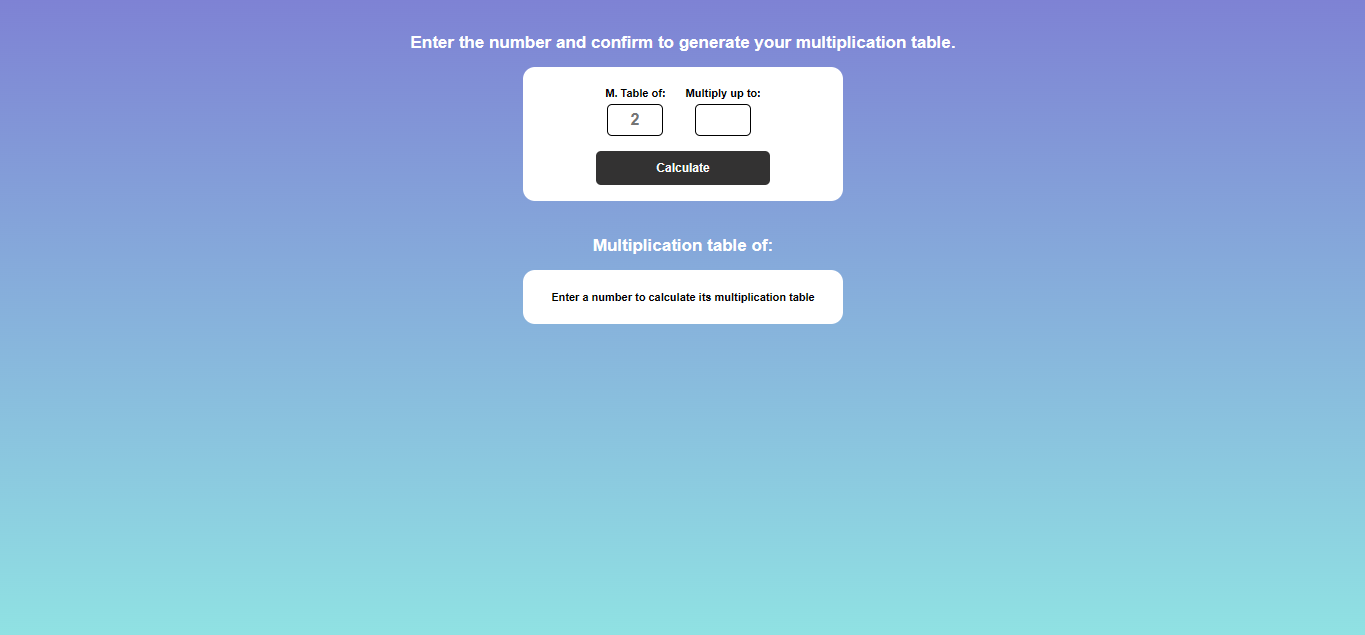 Enter the number and confirm to generate your multiplication table.
M. Table of: Multiply up to:
2
Calculate
Multiplication table of:
Enter a number to calculate its multiplication table